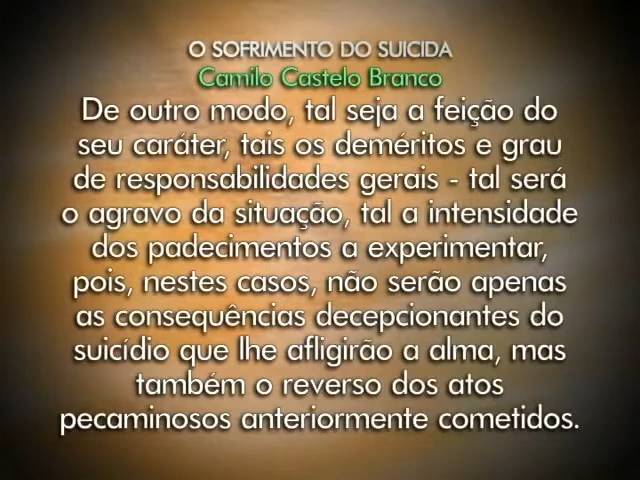 O SOFRIMENTO DO SUICIDA
Camilo Castelo Branco
De outro modo, tal seja a feição do
seu caráter, tais os deméritos e grau
de responsabilidades gerais - tal será
o agravo da situação, tal a intensidade
dos padecimentos a experimentar,
pois, nestes casos, não serão apenas
as consequências decepcionantes do
suicídio que lhe afligirão a alma, mas
também o reverso dos atos
pecaminosos anteriormente cometidos.